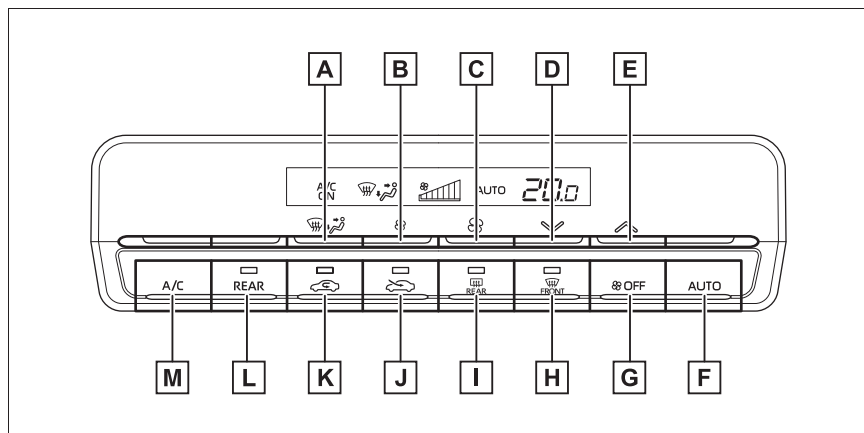 A B C D E
A/C
ON
AUTO 20.0
A/C REAR REAR FRONT OFF AUTO
M L K J I H G F